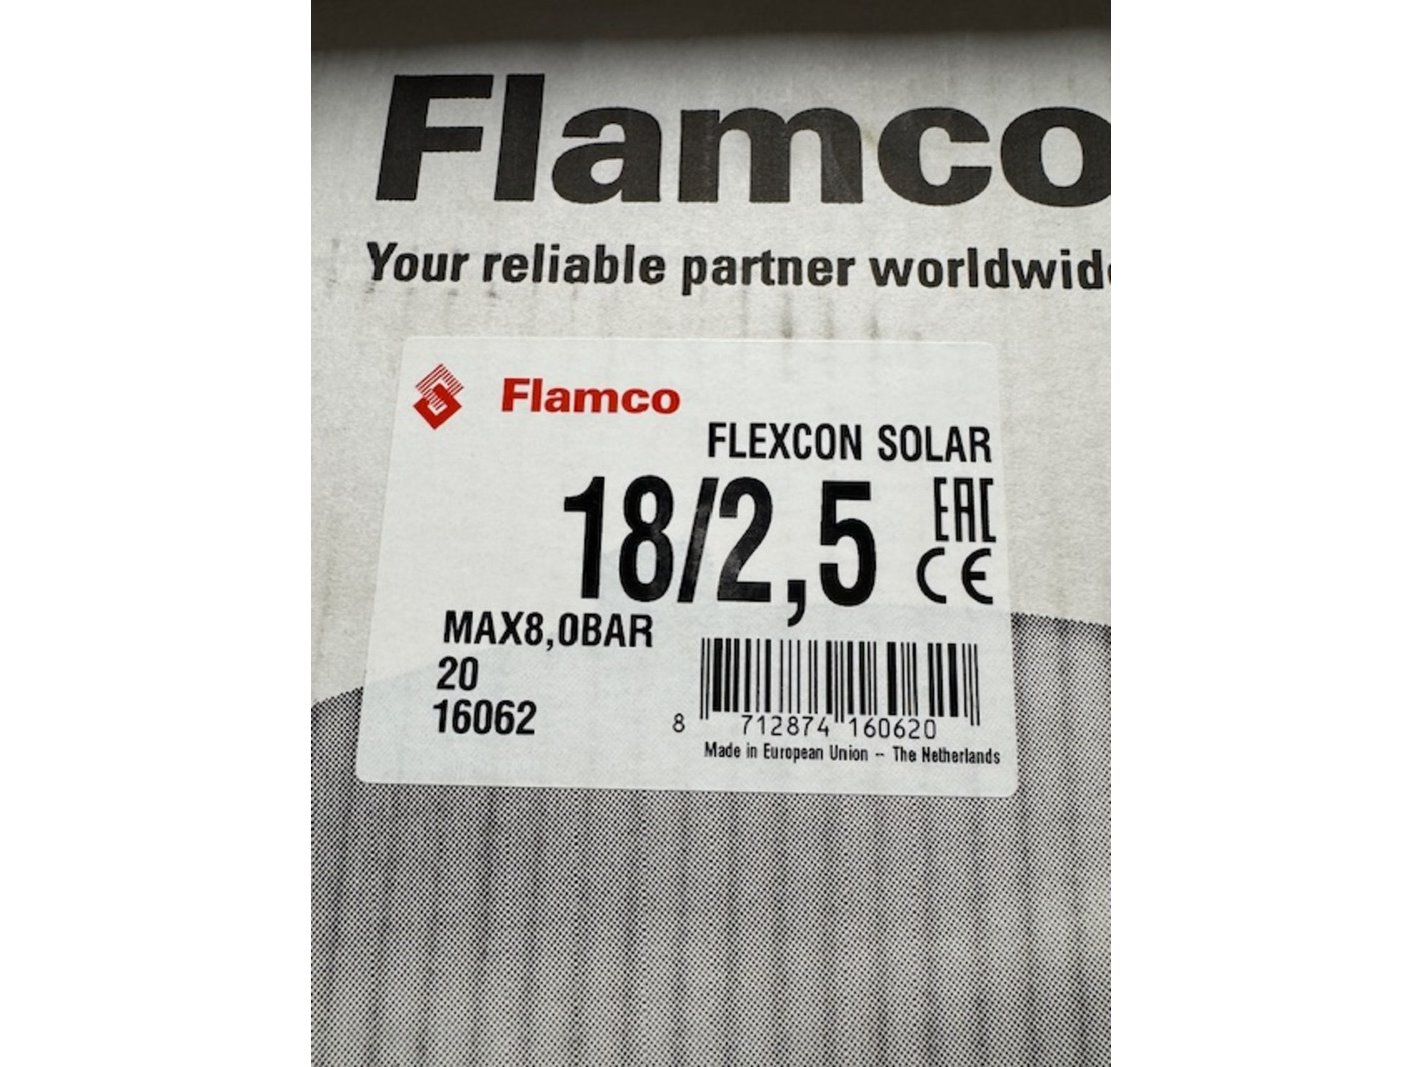 Flamco
Your reliable partner worldwide
Flamco
FLEXCON SOLAR
18/2,5
EAC
CE
MAX8,0BAR
20
16062
8 712874 160620
Made in European Union -- The Netherlands